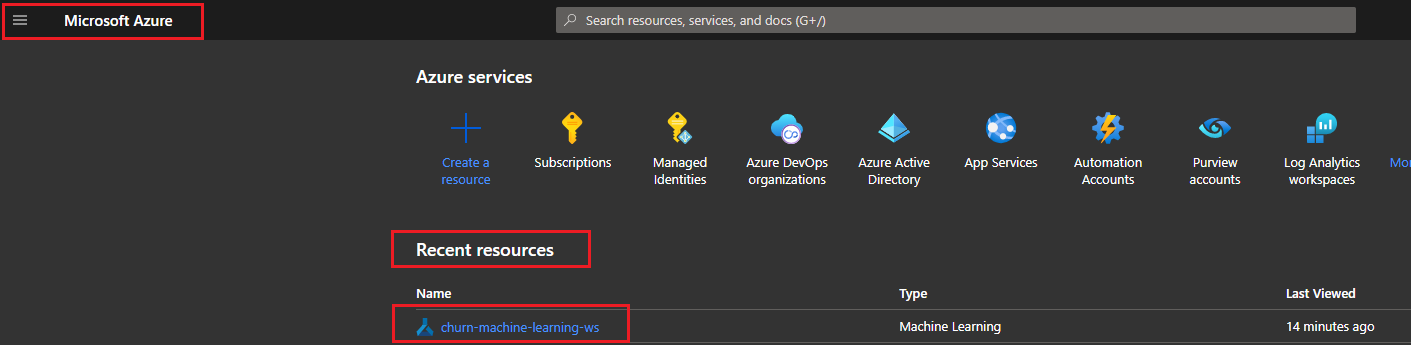 Microsoft Azure
Search resources, services, and docs (G+/)
Azure services
Create a
resource
Subscriptions
Managed
Identities
Azure DevOps
organizations
Azure Active
Directory
App Services
Automation
Accounts
Purview
accounts
Log Analytics
workspaces
Recent resources
Name Type Last Viewed
churn-machine-learning-ws Machine Learning 14 minutes ago